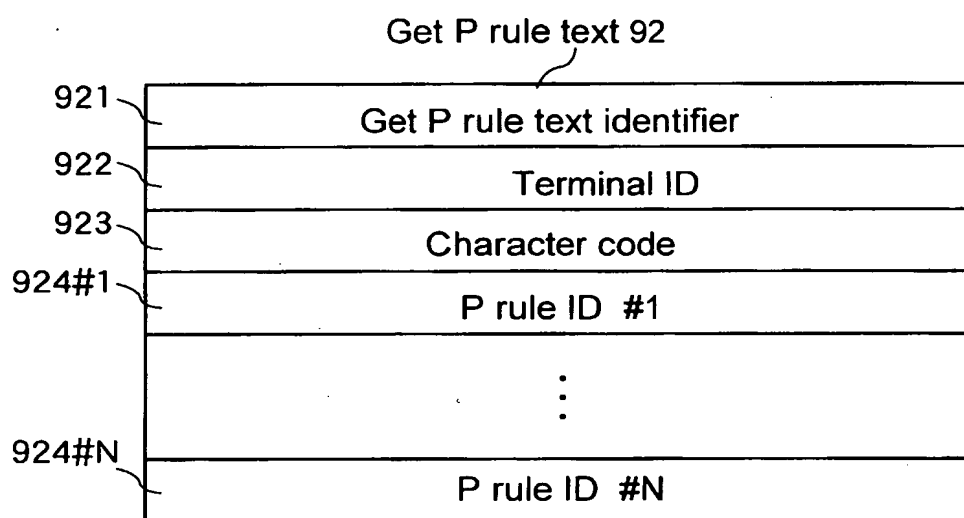 Get P rule text 92
921
Get P rule text identifier
922
Terminal ID
923
Character code
924#1
P rule ID #1
⋮
924#N
P rule ID #N